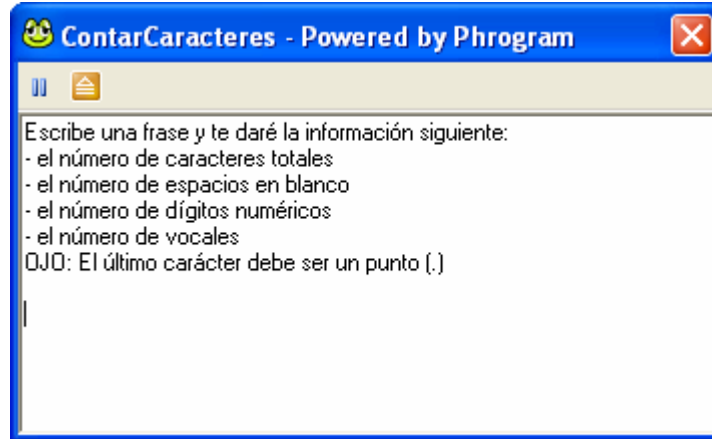 ContarCaracteres - Powered by Phrogram
Escribe una frase y te daré la información siguiente:
- el número de caracteres totales
- el número de espacios en blanco
- el número de dígitos numéricos
- el número de vocales
OJO: El último carácter debe ser un punto (.)